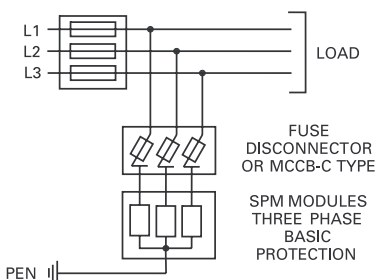 L1
L2
L3
LOAD
FUSE
DISCONNECTOR
OR MCCB-C TYPE
SPM MODULES
THREE PHASE
BASIC
PROTECTION
PEN